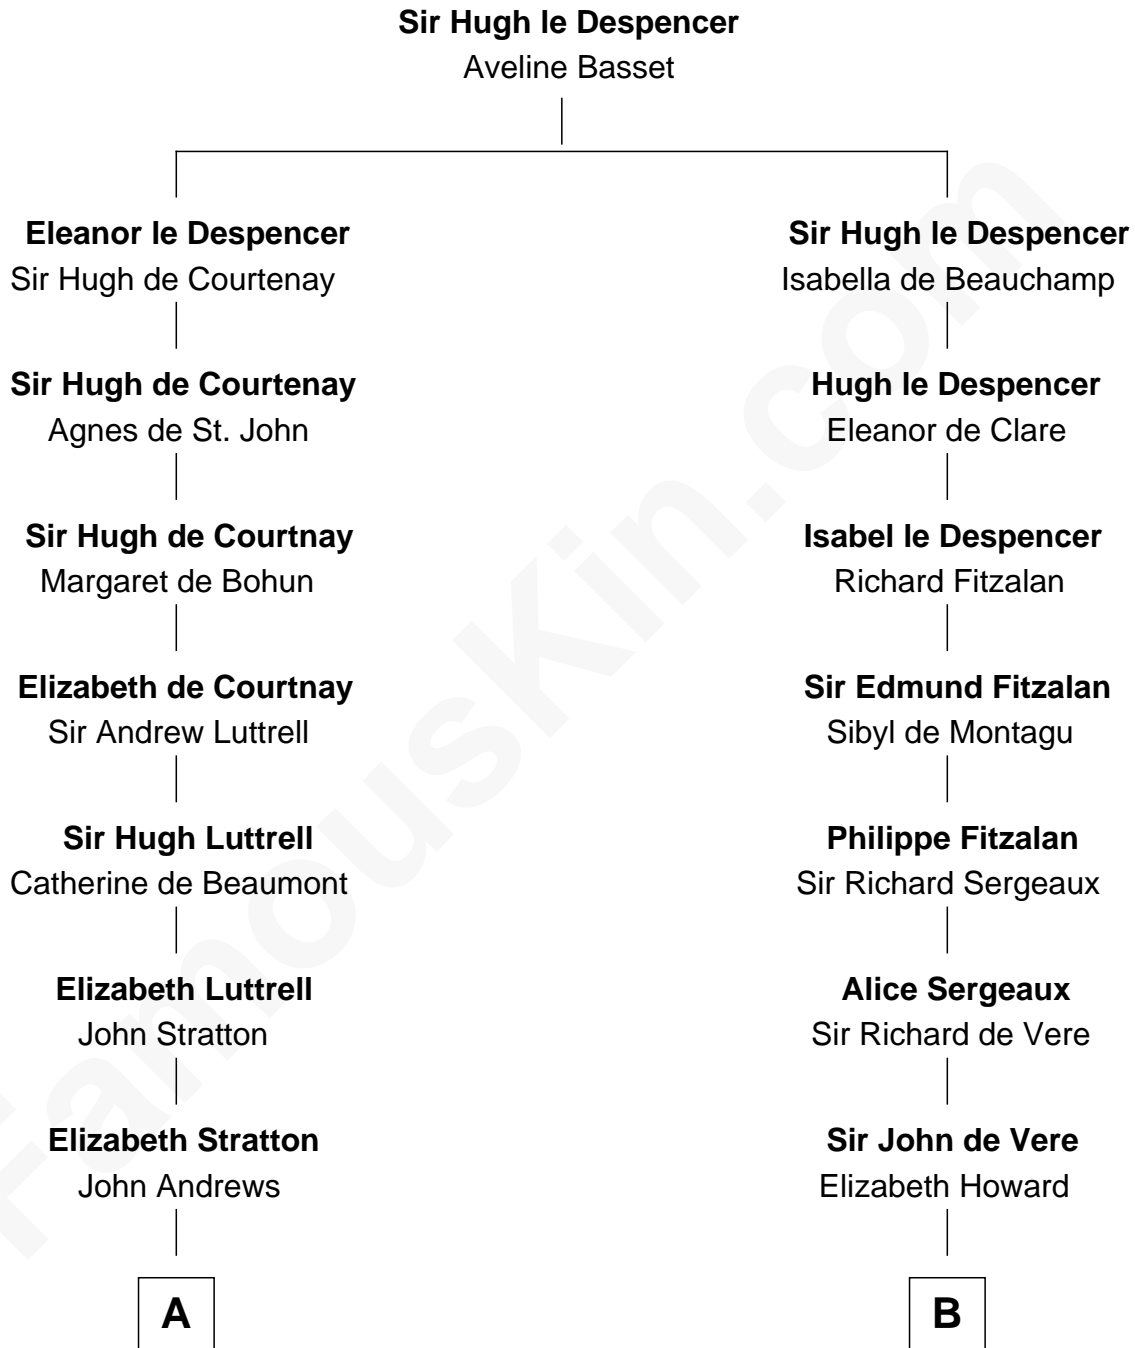 Sir Hugh le Despencer
Aveline Basset
Eleanor le Despencer
Sir Hugh de Courtenay
Sir Hugh le Despencer
Isabella de Beauchamp
Sir Hugh de Courtenay
Agnes de St. John
Hugh le Despencer
Eleanor de Clare
Sir Hugh de Courtnay
Margaret de Bohun
Isabel le Despencer
Richard Fitzalan
Elizabeth de Courtnay
Sir Andrew Luttrell
Sir Edmund Fitzalan
Sibyl de Montagu
Sir Hugh Luttrell
Catherine de Beaumont
Philippe Fitzalan
Sir Richard Sergeaux
Elizabeth Luttrell
John Stratton
Alice Sergeaux
Sir Richard de Vere
Elizabeth Stratton
John Andrews
Sir John de Vere
Elizabeth Howard
A
B
FamousKin.com